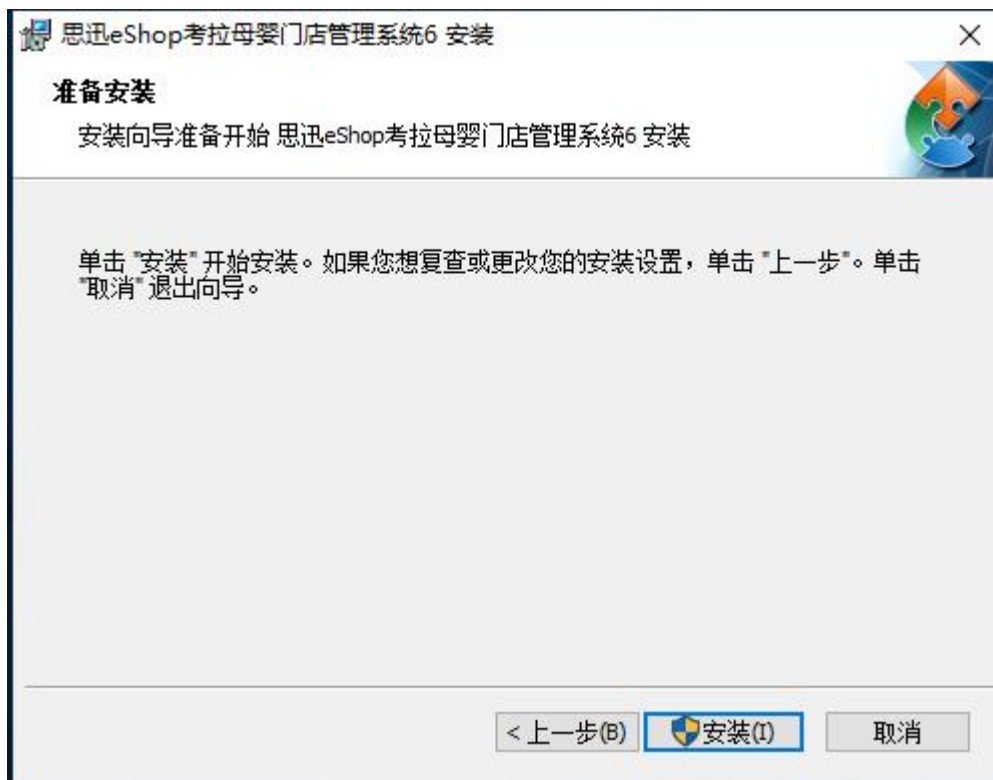 思迅eShop考拉母婴门店管理系统6 安装
准备安装
安装向导准备开始 思迅eShop考拉母婴门店管理系统6 安装
单击 "安装" 开始安装。如果您想复查或更改您的安装设置，单击 "上一步"。单击
"取消" 退出向导。
< 上一步(B)
安装(I)
取消